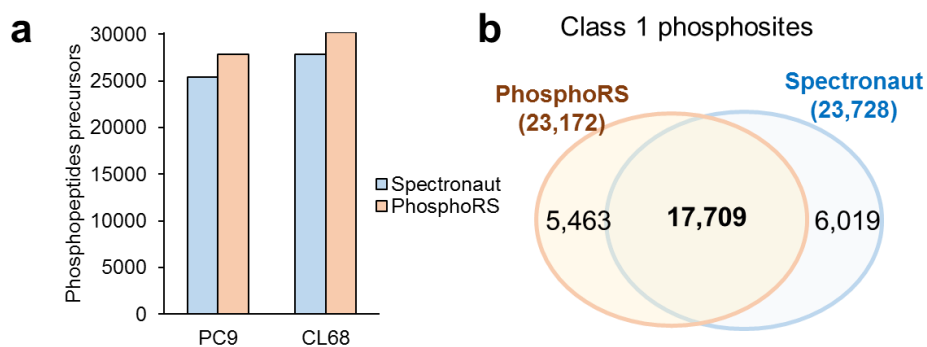 a
Phosphopeptides precursors
30000
25000
20000
15000
10000
5000
0
PC9
CL68
Spectronaut
PhosphoRS
b
Class 1 phosphosites
PhosphoRS
(23,172)
Spectronaut
(23,728)
5,463
17,709
6,019